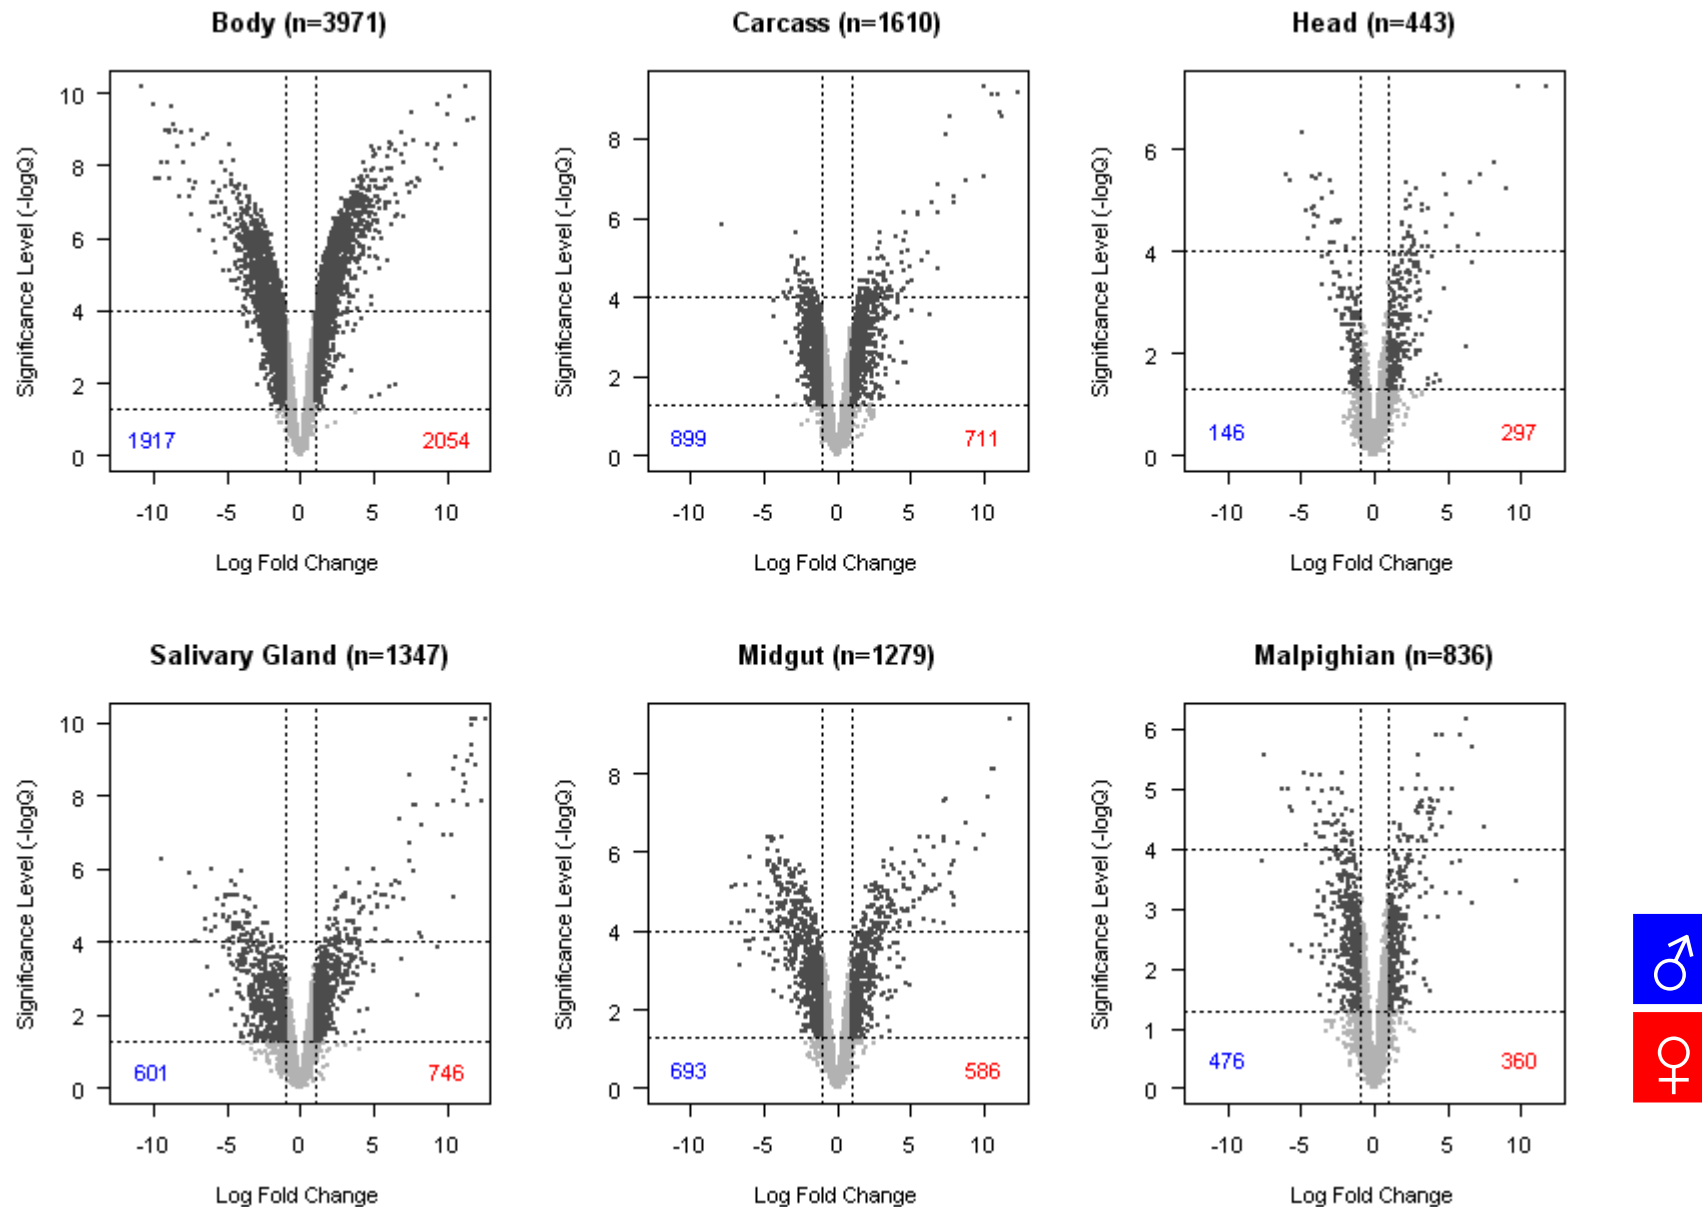 Body (n=3971)
Significance Level (-logQ)
10
8
6
4
2
0
1917
2054
-10 -5 0 5 10
Log Fold Change
Carcass (n=1610)
Significance Level (-logQ)
8
6
4
2
0
899
711
-10 -5 0 5 10
Log Fold Change
Head (n=443)
Significance Level (-logQ)
6
4
2
0
146
297
-10 -5 0 5 10
Log Fold Change
Salivary Gland (n=1347)
Significance Level (-logQ)
10
8
6
4
2
0
601
746
-10 -5 0 5 10
Log Fold Change
Midgut (n=1279)
Significance Level (-logQ)
8
6
4
2
0
693
586
-10 -5 0 5 10
Log Fold Change
Malpighian (n=836)
Significance Level (-logQ)
6
5
4
3
2
1
0
476
360
-10 -5 0 5 10
Log Fold Change
♂
♀